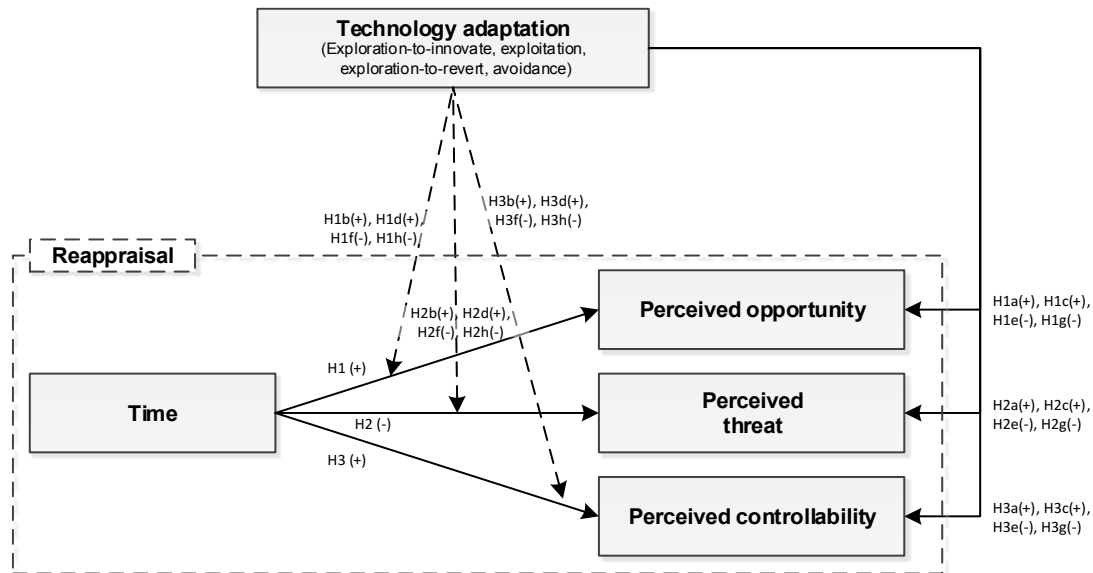 Technology adaptation
(Exploration-to-innovate, exploitation,
exploration-to-revert, avoidance)
H3b(+), H3d(+),
H3f(-), H3h(-)
H1b(+), H1d(+),
H1f(-), H1h(-)
Reappraisal
Perceived opportunity
H1a(+), H1c(+),
H1e(-), H1g(-)
H2b(+), H2d(+),
H2f(-), H2h(-)
H1 (+)
Time
Perceived
threat
H2a(+), H2c(+),
H2e(-), H2g(-)
H2 (-)
H3 (+)
Perceived controllability
H3a(+), H3c(+),
H3e(-), H3g(-)